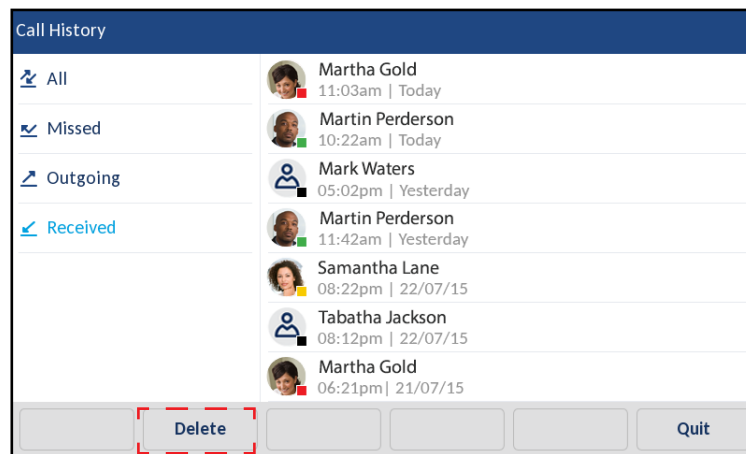 Call History
All
Missed
Outgoing
Received
Martha Gold
11:03am | Today
Martin Perderson
10:22am | Today
Mark Waters
05:02pm | Yesterday
Martin Perderson
11:42am | Yesterday
Samantha Lane
08:22pm | 22/07/15
Tabatha Jackson
08:12pm | 22/07/15
Martha Gold
06:21pm| 21/07/15
Delete
Quit